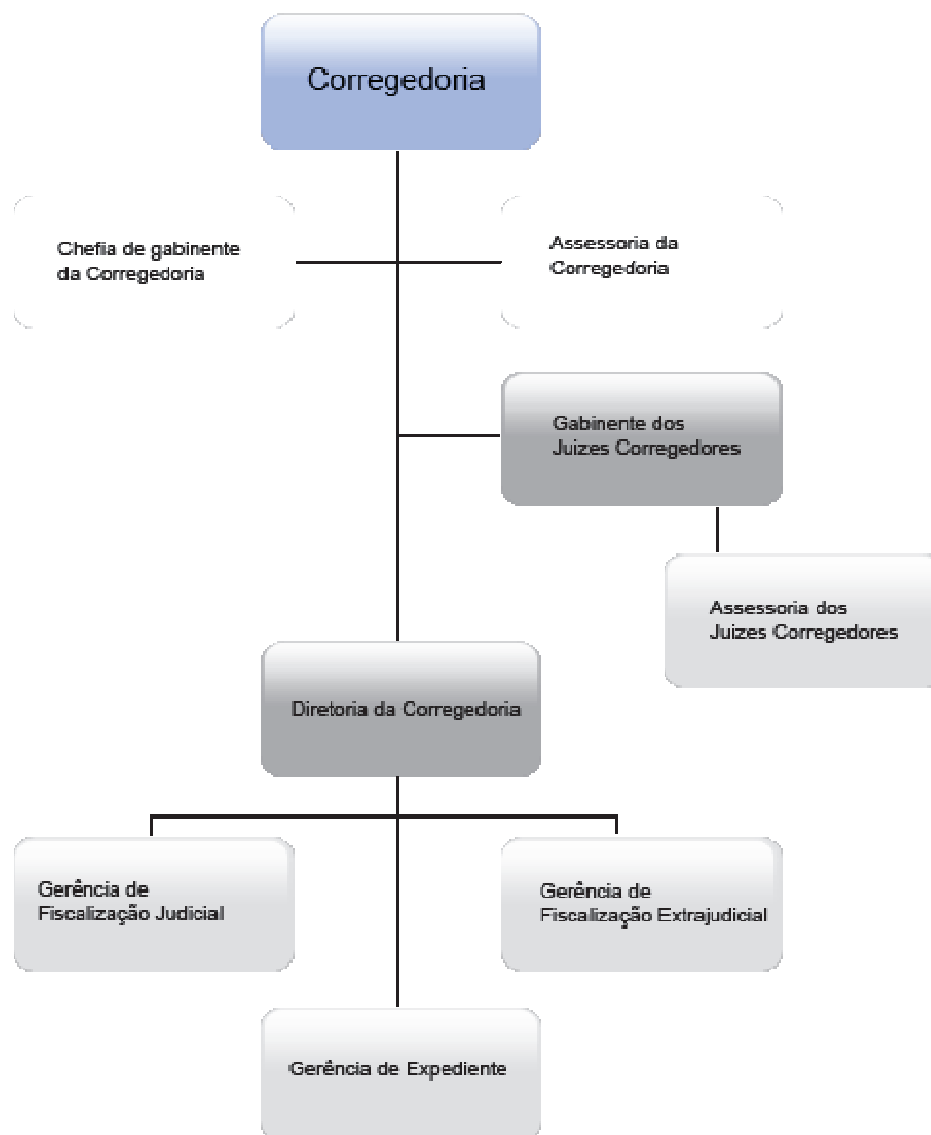 Corregedoria
Chefia de gabinente
da Corregedoria
Assessoria da
Corregedoria
Gabinente dos
Juizes Corregedores
Assessoria dos
Juizes Corregedores
Diretoria da Corregedoria
Gerência de
Fiscalização Judicial
Gerência de
Fiscalização Extrajudicial
Gerência de Expediente